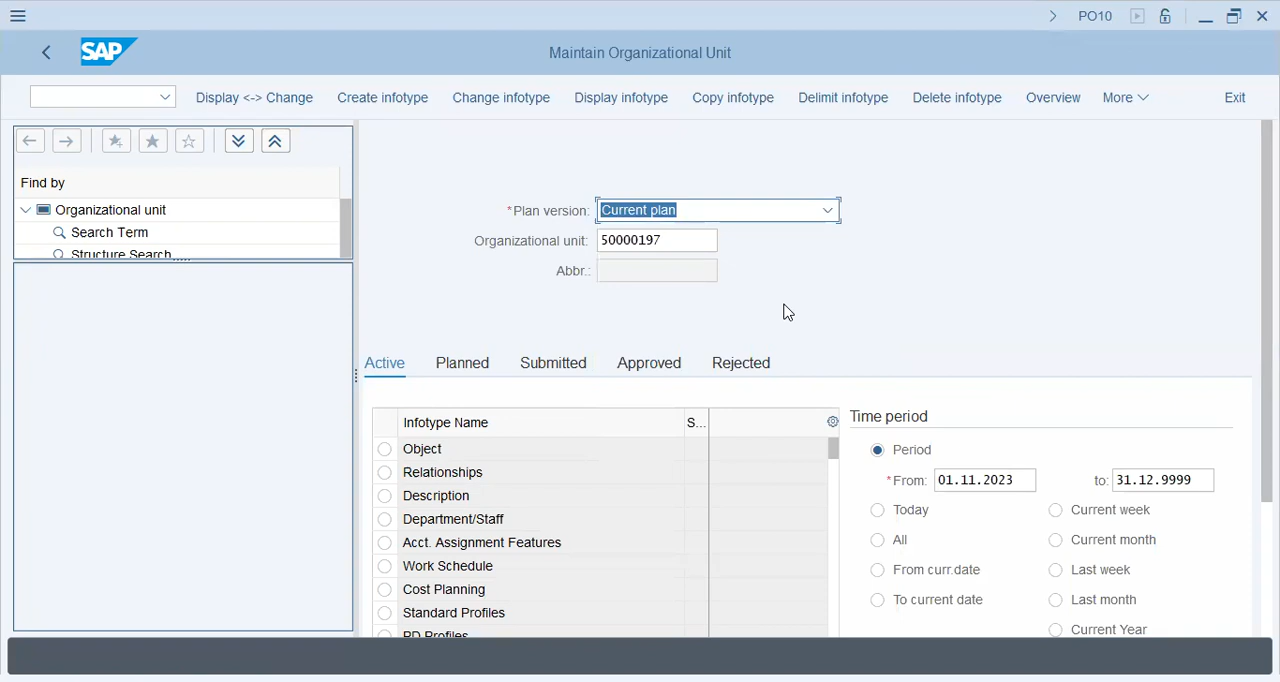 PO10
SAP
Maintain Organizational Unit
Display <-> Change Create infotype Change infotype Display infotype Copy infotype Delimit infotype Delete infotype Overview More Exit
Find by
Organizational unit
Search Term
Structure Search
*Plan version: Current plan
Organizational unit: 50000197
Abbr.:
Active Planned Submitted Approved Rejected
Infotype Name S...
Object
Relationships
Description
Department/Staff
Acct. Assignment Features
Work Schedule
Cost Planning
Standard Profiles
PD Profiles
Time period
Period
*From: 01.11.2023 to: 31.12.9999
Today Current week
All Current month
From curr.date Last week
To current date Last month
Current Year